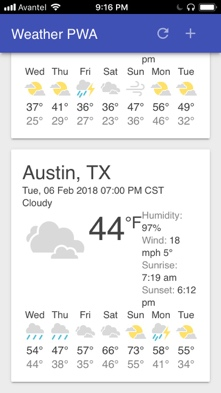 Avantel 9:16 PM
Weather PWA
pm
Wed Thu Fri Sat Sun Mon Tue
37° 41° 36° 36° 47° 56° 49°
25° 29° 27° 23° 36° 46° 32°
Austin, TX
Tue, 06 Feb 2018 07:00 PM CST
Cloudy
44°F
Humidity:
97%
Wind: 18
mph 5°
Sunrise:
7:19 am
Sunset: 6:12
pm
Wed Thu Fri Sat Sun Mon Tue
54° 47° 57° 66° 73° 58° 55°
44° 38° 35° 46° 55° 41° 34°